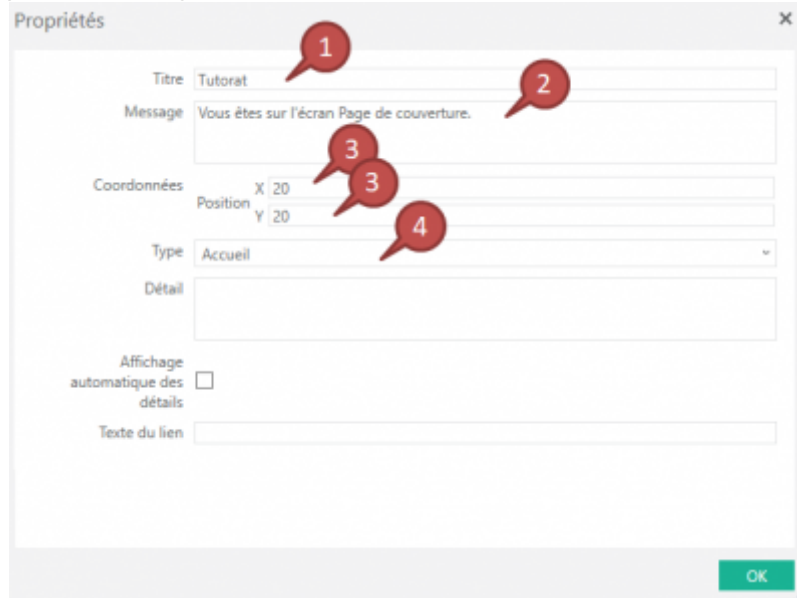 Propriétés ×
1
Titre Tutorat
2
Message Vous êtes sur l'écran Page de couverture.
3
Coordonnées Position X 20
3
Y 20
4
Type Accueil
Détail
Affichage
automatique des
détails
Texte du lien
OK